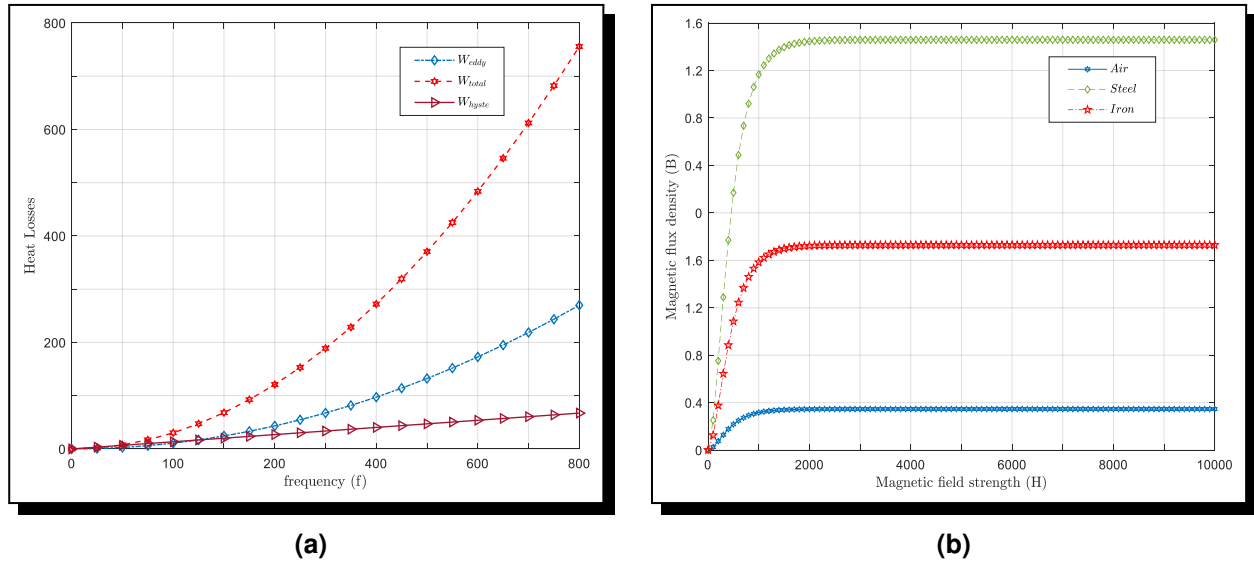 800
600
400
200
0
0
100
200
400
600
800
Heat Losses
frequency (f)
W_eddy
W_total
W_hyste
(a)
1.6
1.2
0.8
0.4
0
1.6
1.2
0.8
0.4
0
0
2000
4000
6000
8000
10000
Magnetic flux density (B)
Magnetic field strength (H)
Air
Steel
Iron
(b)